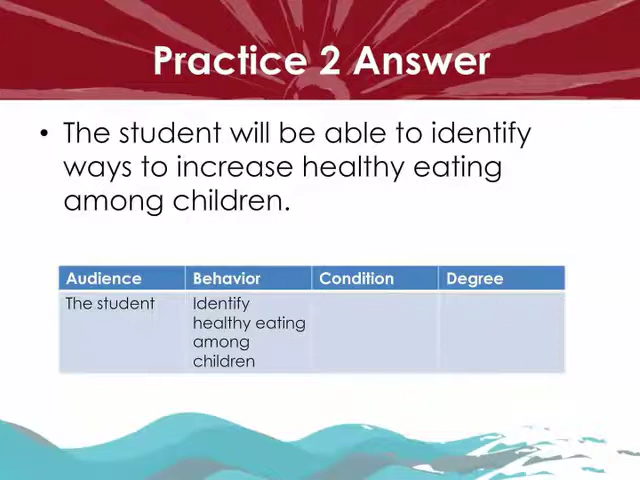 Practice 2 Answer
• The student will be able to identify
ways to increase healthy eating
among children.
Audience Behavior Condition Degree
The student Identify
healthy eating
among
children